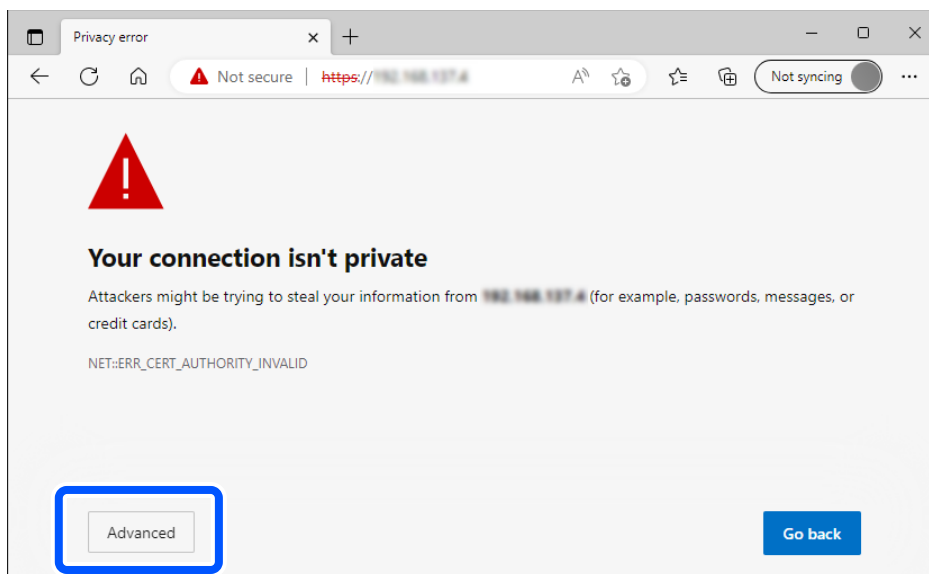 Privacy error
Not secure https://
Not syncing
Your connection isn't private
Attackers might be trying to steal your information from (for example, passwords, messages, or
credit cards).
NET::ERR_CERT_AUTHORITY_INVALID
Advanced
Go back